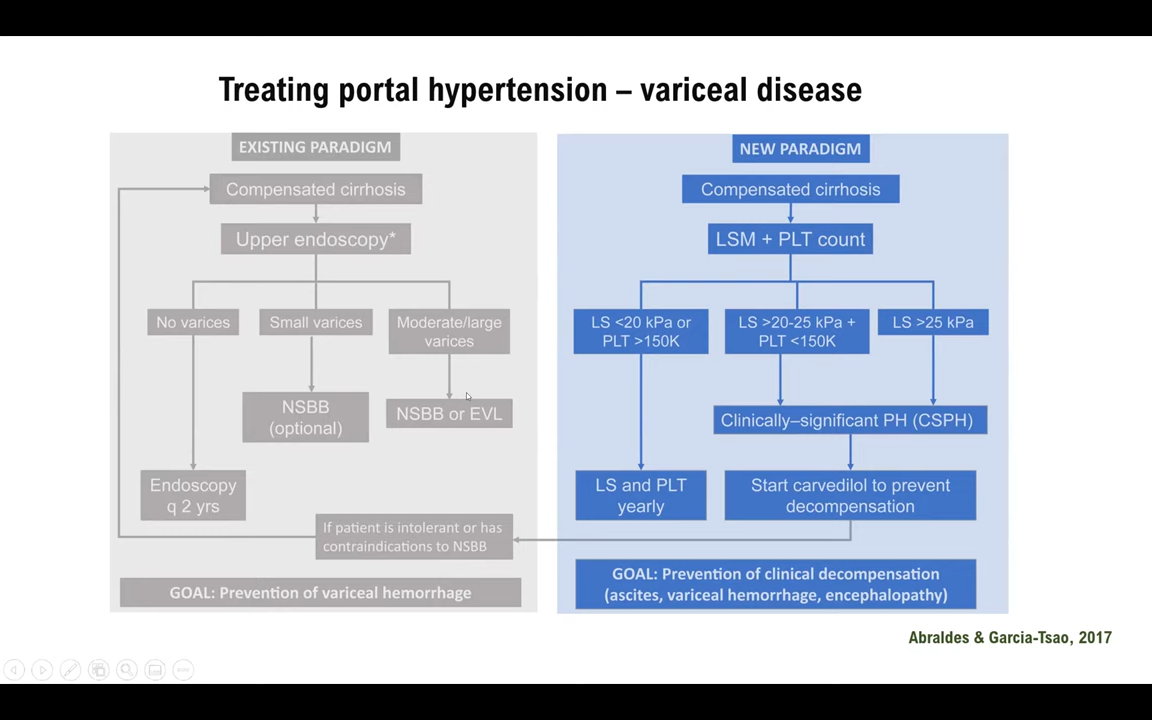 Treating portal hypertension – variceal disease
EXISTING PARADIGM
Compensated cirrhosis
Upper endoscopy*
No varices
Small varices
Moderate/large
varices
NSBB
(optional)
NSBB or EVL
Endoscopy
q 2 yrs
If patient is intolerant or has
contraindications to NSBB
GOAL: Prevention of variceal hemorrhage
NEW PARADIGM
Compensated cirrhosis
LSM + PLT count
LS <20 kPa or
PLT >150K
LS >20-25 kPa +
PLT <150K
LS >25 kPa
Clinically–significant PH (CSPH)
LS and PLT
yearly
Start carvedilol to prevent
decompensation
GOAL: Prevention of clinical decompensation
(ascites, variceal hemorrhage, encephalopathy)
Abraldes & Garcia-Tsao, 2017